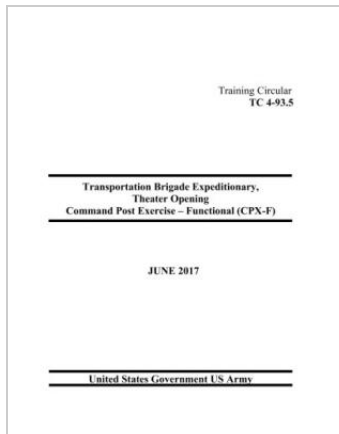 Training Circular
TC 4-93.5
Transportation Brigade Expeditionary,
Theater Opening
Command Post Exercise – Functional (CPX-F)
JUNE 2017
United States Government US Army